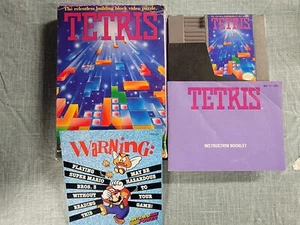 The relentless building block video puzzle.
TETRIS
TETRIS
TETRIS
INSTRUCTION BOOKLET
WARNING:
PLAYING
SUPER MARIO
BROS. 3
WITHOUT
READING
THIS
MAY BE
HAZARDOUS
TO
YOUR
GAME!